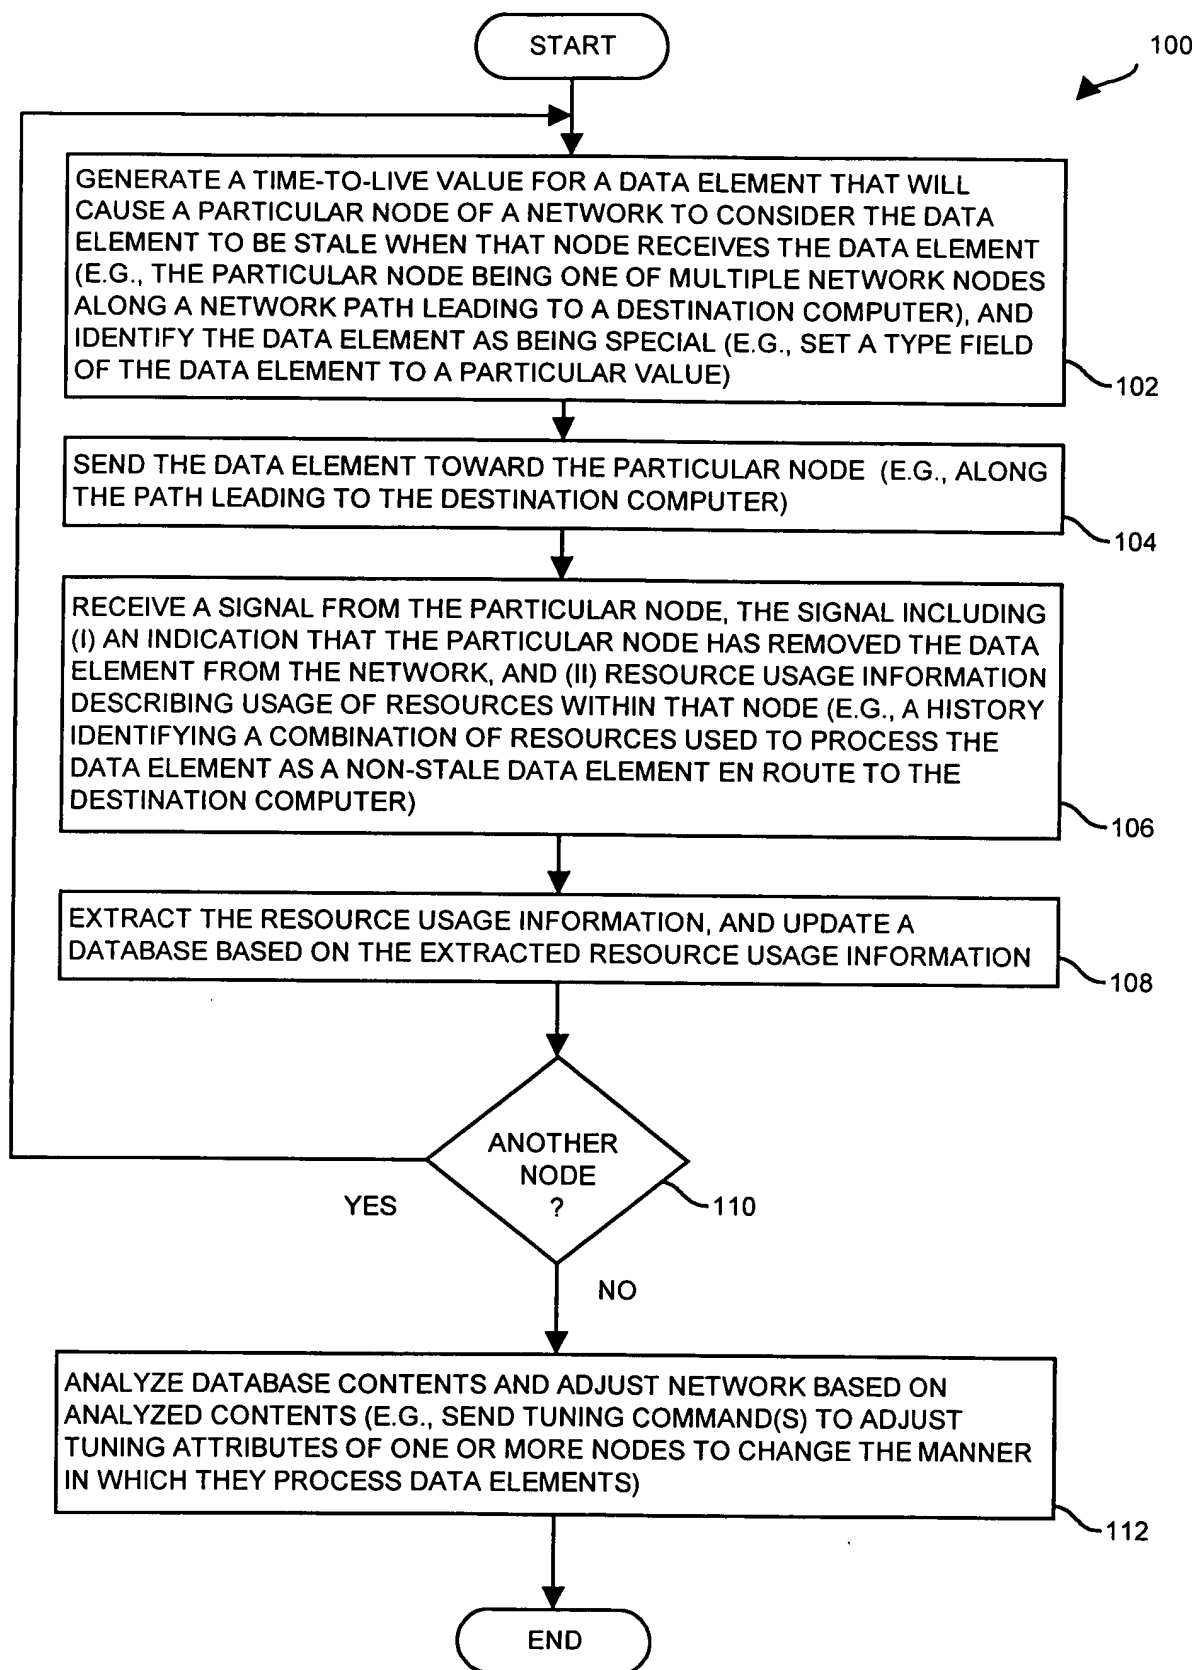 START
100
GENERATE A TIME-TO-LIVE VALUE FOR A DATA ELEMENT THAT WILL
CAUSE A PARTICULAR NODE OF A NETWORK TO CONSIDER THE DATA
ELEMENT TO BE STALE WHEN THAT NODE RECEIVES THE DATA ELEMENT
(E.G., THE PARTICULAR NODE BEING ONE OF MULTIPLE NETWORK NODES
ALONG A NETWORK PATH LEADING TO A DESTINATION COMPUTER), AND
IDENTIFY THE DATA ELEMENT AS BEING SPECIAL (E.G., SET A TYPE FIELD
OF THE DATA ELEMENT TO A PARTICULAR VALUE)
102
SEND THE DATA ELEMENT TOWARD THE PARTICULAR NODE (E.G., ALONG
THE PATH LEADING TO THE DESTINATION COMPUTER)
104
RECEIVE A SIGNAL FROM THE PARTICULAR NODE, THE SIGNAL INCLUDING
(I) AN INDICATION THAT THE PARTICULAR NODE HAS REMOVED THE DATA
ELEMENT FROM THE NETWORK, AND (II) RESOURCE USAGE INFORMATION
DESCRIBING USAGE OF RESOURCES WITHIN THAT NODE (E.G., A HISTORY
IDENTIFYING A COMBINATION OF RESOURCES USED TO PROCESS THE
DATA ELEMENT AS A NON-STALE DATA ELEMENT EN ROUTE TO THE
DESTINATION COMPUTER)
106
EXTRACT THE RESOURCE USAGE INFORMATION, AND UPDATE A
DATABASE BASED ON THE EXTRACTED RESOURCE USAGE INFORMATION
108
ANOTHER
NODE
?
110
YES
NO
ANALYZE DATABASE CONTENTS AND ADJUST NETWORK BASED ON
ANALYZED CONTENTS (E.G., SEND TUNING COMMAND(S) TO ADJUST
TUNING ATTRIBUTES OF ONE OR MORE NODES TO CHANGE THE MANNER
IN WHICH THEY PROCESS DATA ELEMENTS)
112
END